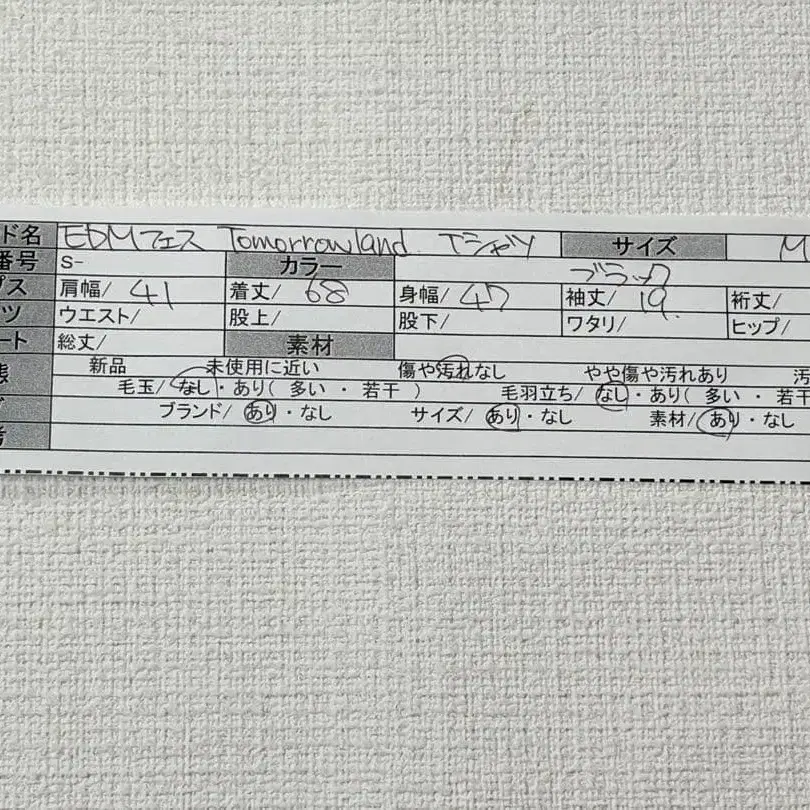 ド名 EDMフェス Tomorrowland. Tシャツ サイズ M
番号 S- カラー ブラック
プス 肩幅/ 41 着丈/ 68 身幅/ 47 袖丈/ 19. 裄丈/
ツ ウエスト/ 股上/ 股下/ ワタリ/ ヒップ/
ート 総丈/ 素材
態 新品 未使用に近い 傷や汚れなし やや傷や汚れあり 汚
毛玉/ なし・あり( 多い ・ 若干 ) 毛羽立ち/ なし・あり( 多い ・ 若干
グ ブランド/ あり・なし サイズ/ あり・なし 素材/ あり・なし
考